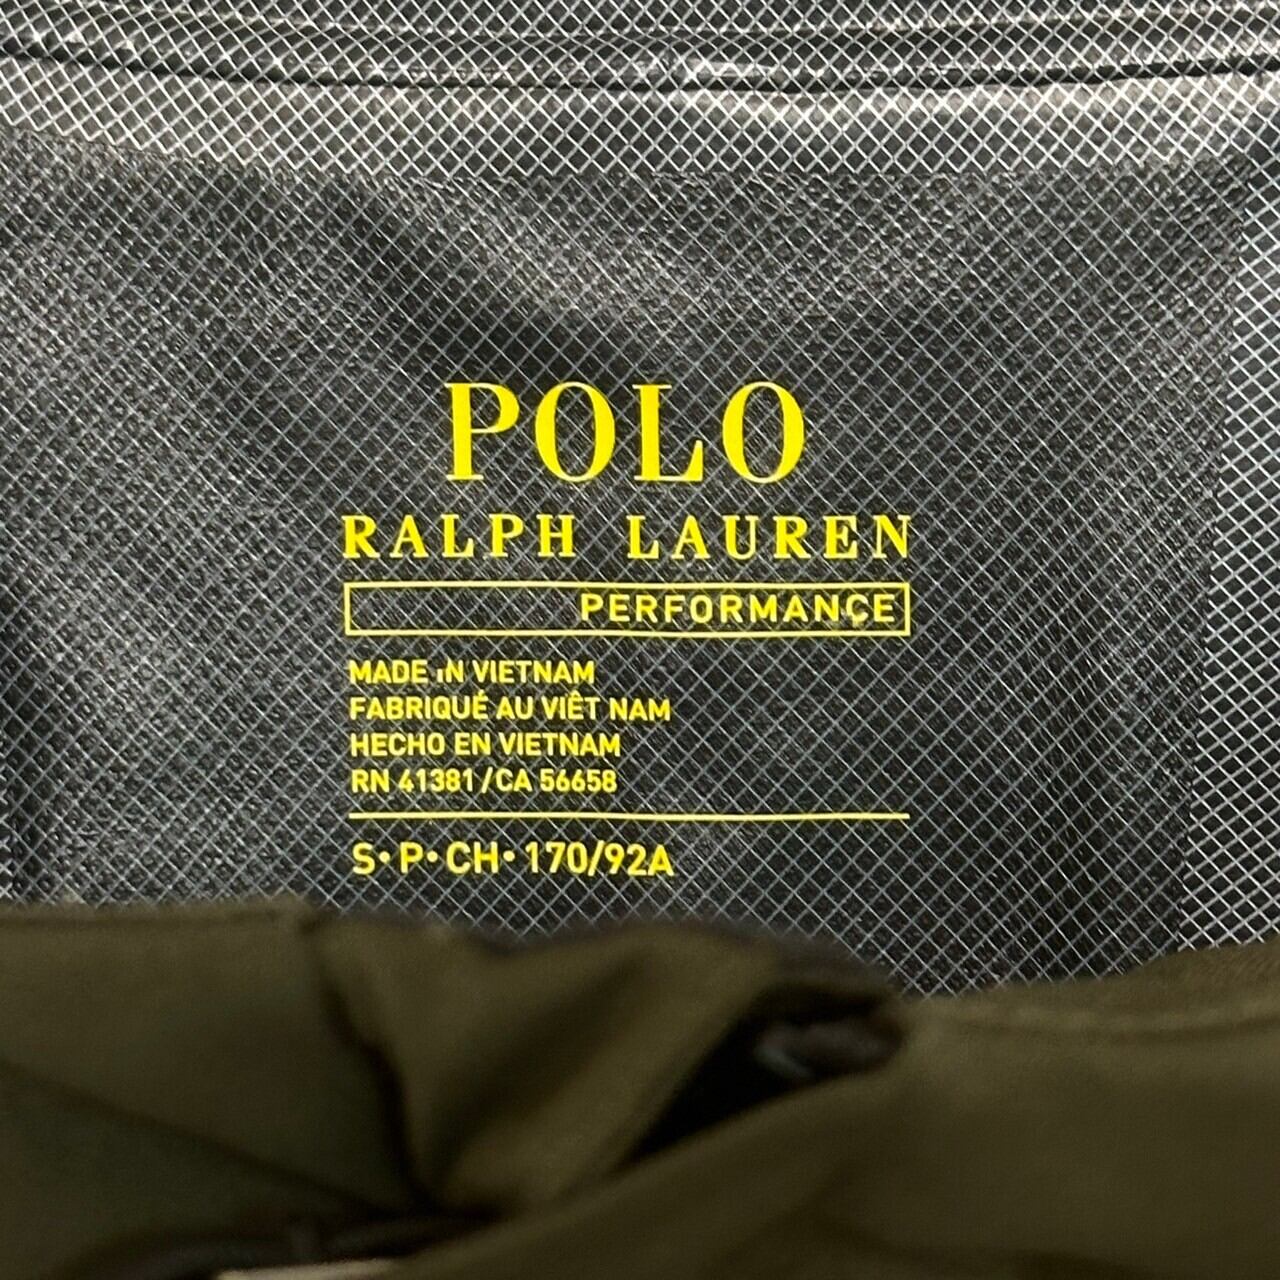 POLO
RALPH LAUREN
PERFORMANCE
MADE IN VIETNAM
FABRIQUÉ AU VIÊT NAM
HECHO EN VIETNAM
RN 41381/CA 56658
S•P•CH•170/92A